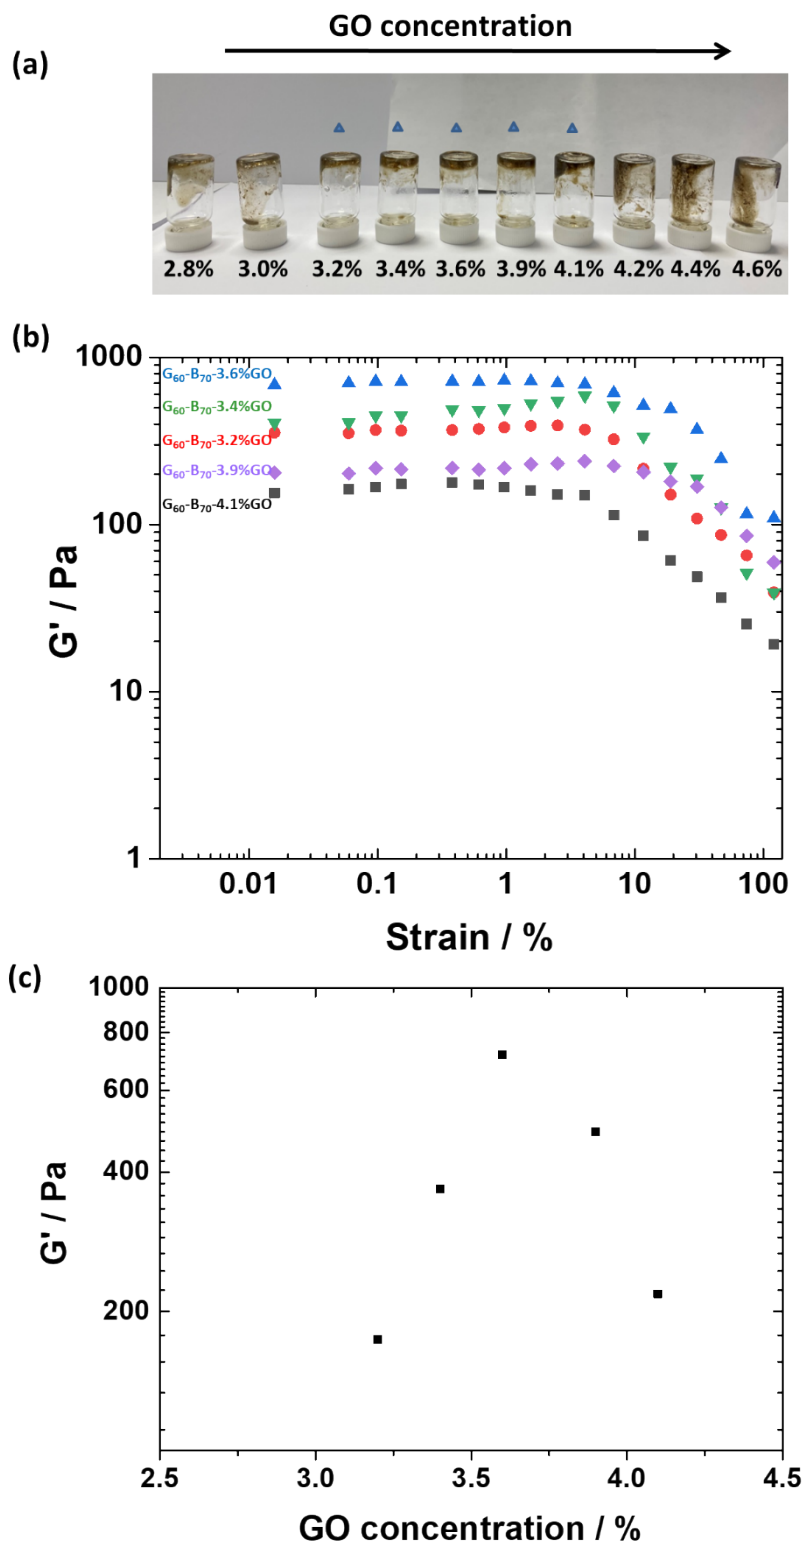 GO concentration
(a)
2.8% 3.0% 3.2% 3.4% 3.6% 3.9% 4.1% 4.2% 4.4% 4.6%
(b)
1000
G₆₀-B₇₀-3.6%GO
G₆₀-B₇₀-3.4%GO
G₆₀-B₇₀-3.2%GO
G₆₀-B₇₀-3.9%GO
G₆₀-B₇₀-4.1%GO
100
10
1
G' / Pa
0.01 0.1 1 10 100
Strain / %
(c)
1000
800
600
400
200
G' / Pa
2.5 3.0 3.5 4.0 4.5
GO concentration / %